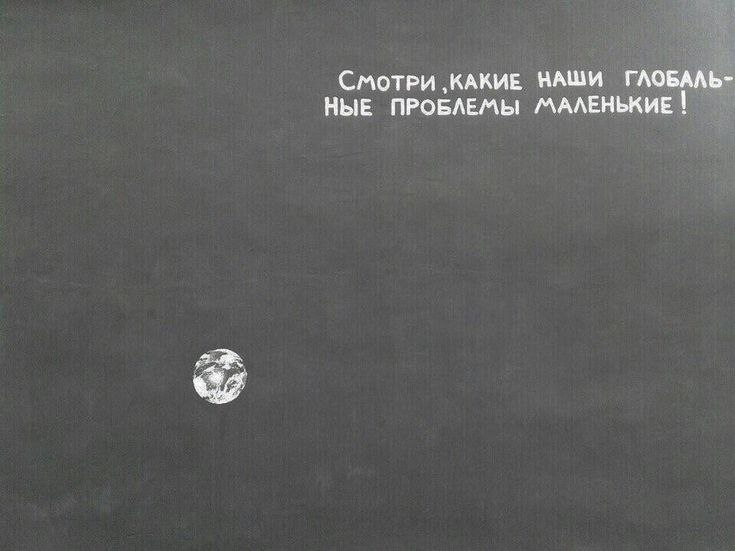 Смотри, какие наши глобаль-
ные проблемы маленькие!